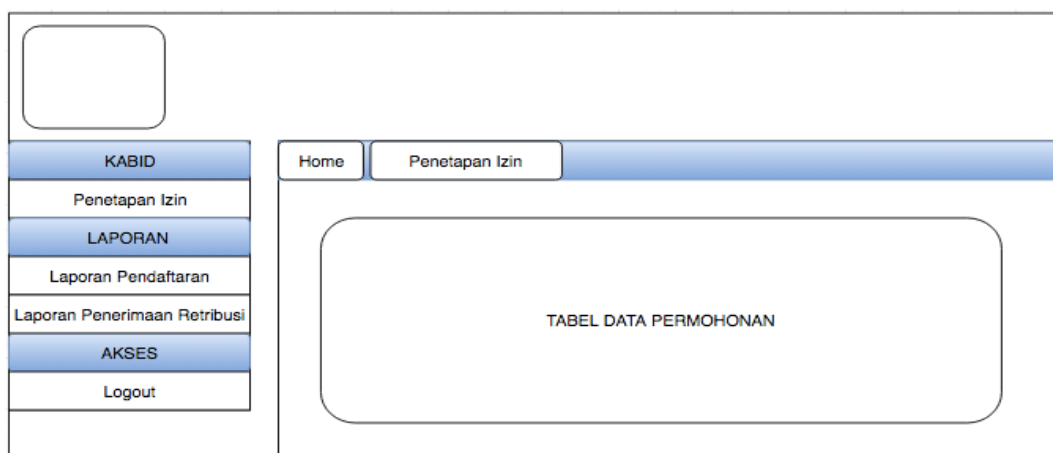 KABID
Penetapan Izin
LAPORAN
Laporan Pendaftaran
Laporan Penerimaan Retribusi
AKSES
Logout
Home
Penetapan Izin
TABEL DATA PERMOHONAN